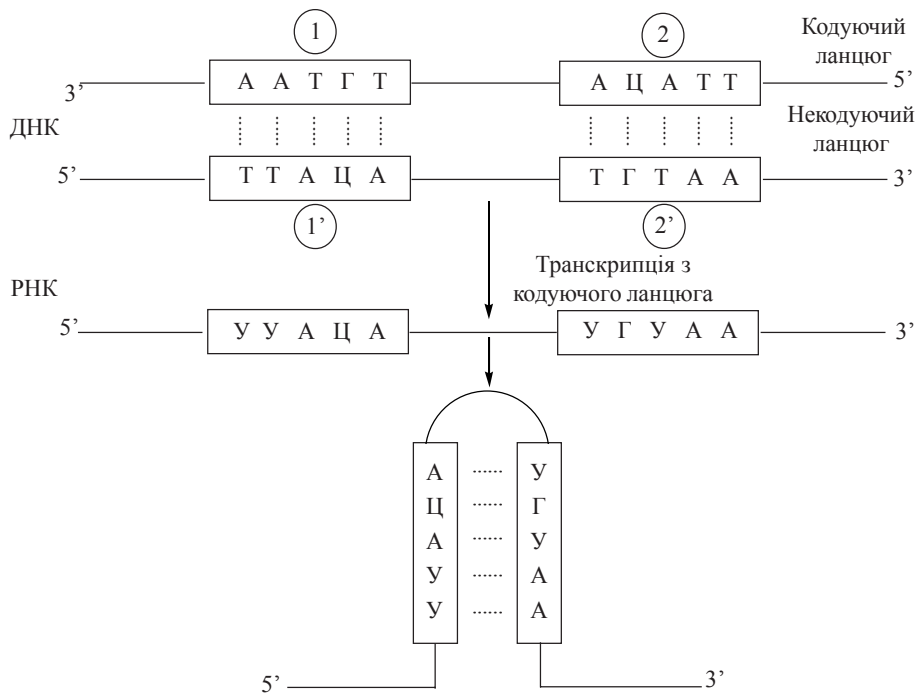 1 2
Кодуючий
ланцюг
3’ А А Т Г Т А Ц А Т Т 5’
ДНК
Некодуючий
ланцюг
5’ Т Т А Ц А Т Г Т А А 3’
1’ 2’
Транскрипція з
кодуючого ланцюга
РНК
5’ У У А Ц А У Г У А А 3’
А У
Ц Г
А У
У А
У А
5’ 3’